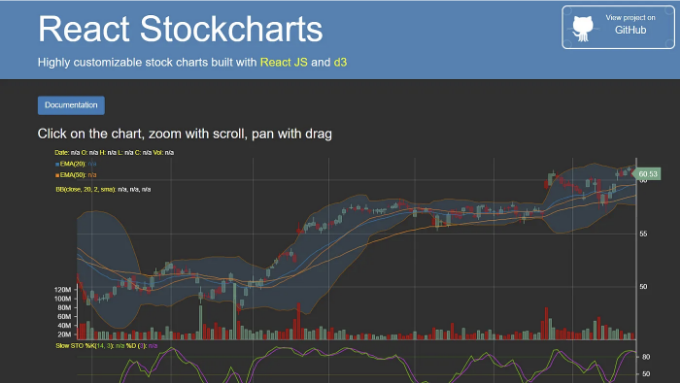 React Stockcharts
View project on
GitHub
Highly customizable stock charts built with React JS and d3
Documentation
Click on the chart, zoom with scroll, pan with drag
Date: n/a O: n/a H: n/a L: n/a C: n/a Vol: n/a
EMA(20): n/a
EMA(50): n/a
BB(close, 20, 2, sma): n/a, n/a, n/a
60.53
60
55
50
120M
100M
80M
60M
40M
20M
Slow STO %K(14, 3): n/a %D (3): n/a
80
50